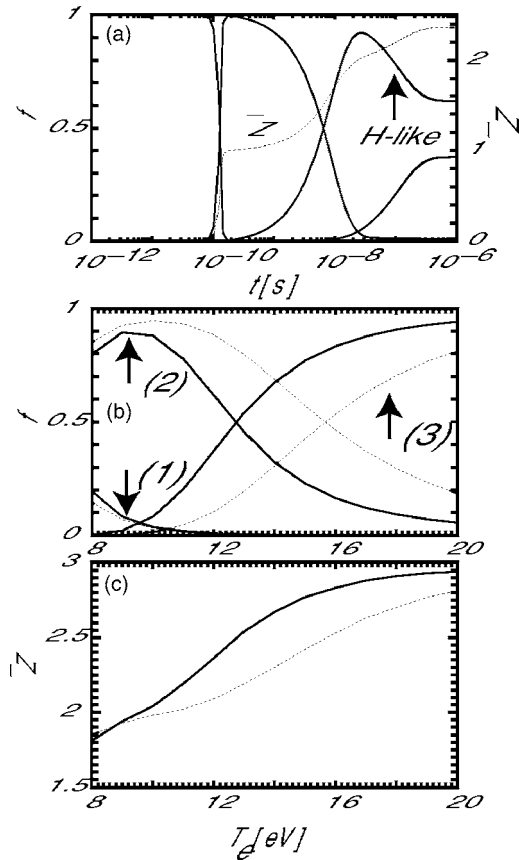 (a)
1
f
0.5
0
Z̄
H-like
2
1
0
Z̄
10⁻¹² 10⁻¹⁰ 10⁻⁸ 10⁻⁶
t[s]
1
f
0.5
0
(b)
(2)
(1)
(3)
8 12 16 20
3
(c)
2.5
Z̄
2
1.5
8 12 16 20
Tₑ[eV]